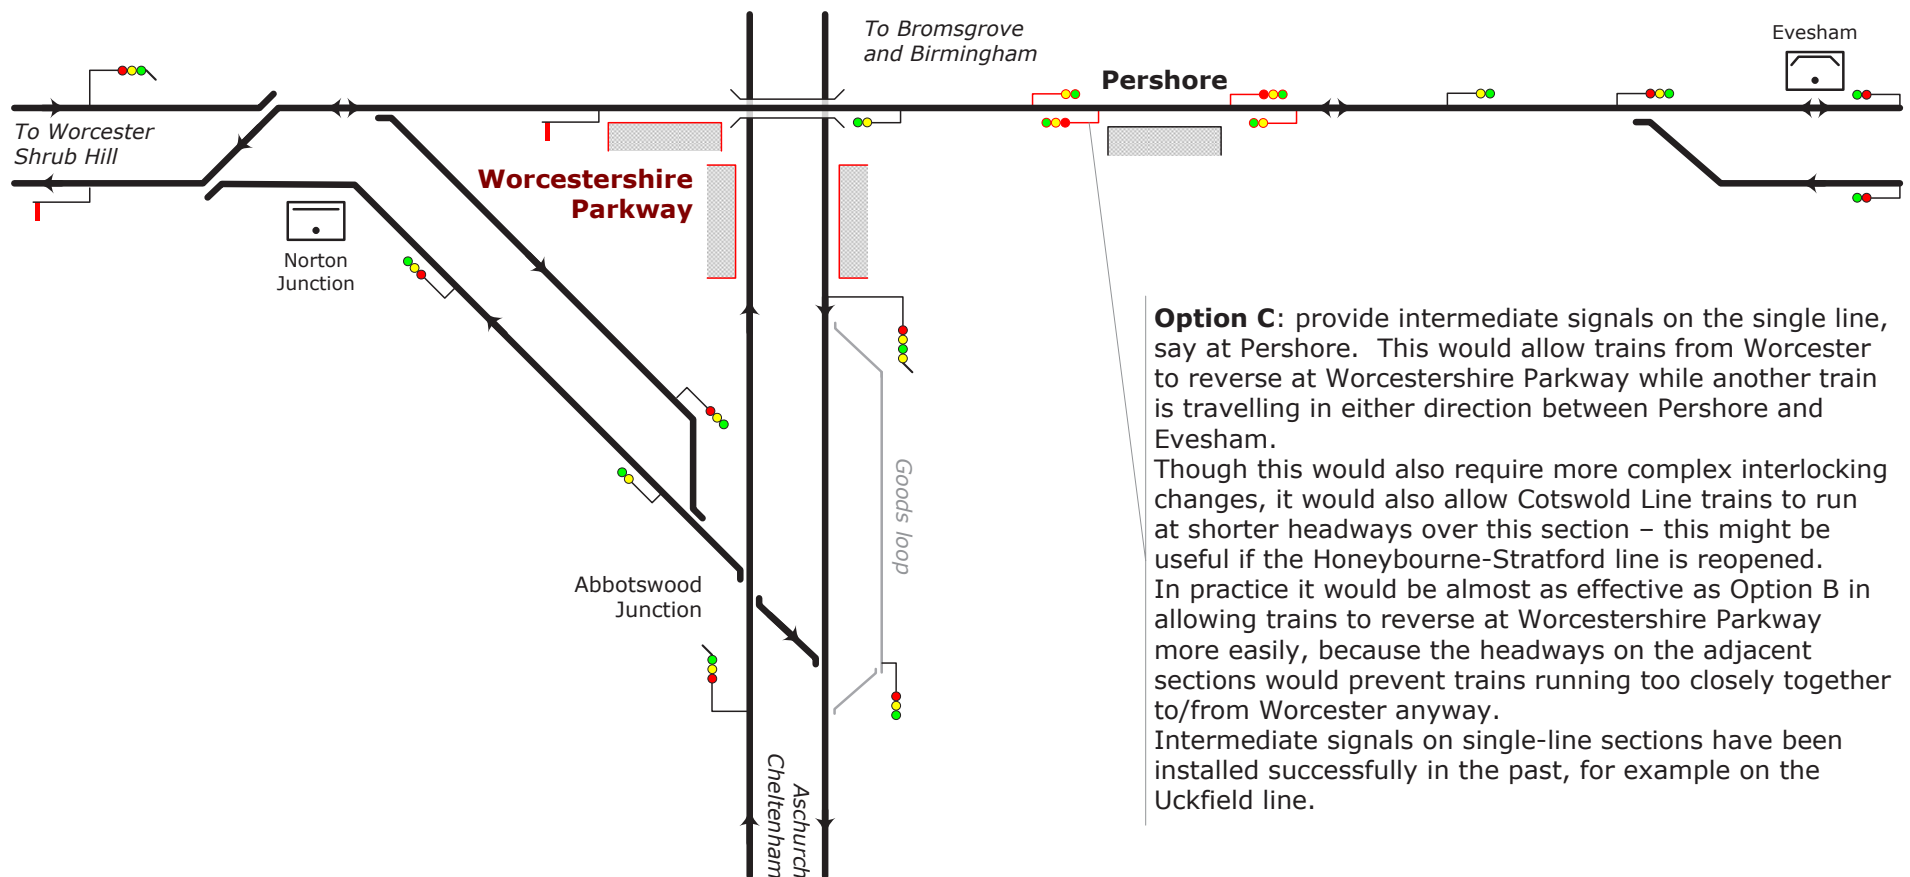 To Bromsgrove
and Birmingham
Evesham
Pershore
To Worcester
Shrub Hill
Worcestershire
Parkway
Norton
Junction
Option C: provide intermediate signals on the single line,
say at Pershore. This would allow trains from Worcester
to reverse at Worcestershire Parkway while another train
is travelling in either direction between Pershore and
Evesham.
Though this would also require more complex interlocking
changes, it would also allow Cotswold Line trains to run
at shorter headways over this section – this might be
useful if the Honeybourne-Stratford line is reopened.
In practice it would be almost as effective as Option B in
allowing trains to reverse at Worcestershire Parkway
more easily, because the headways on the adjacent
sections would prevent trains running too closely together
to/from Worcester anyway.
Intermediate signals on single-line sections have been
installed successfully in the past, for example on the
Uckfield line.
Goods loop
Abbotswood
Junction
Aschurch
Cheltenham